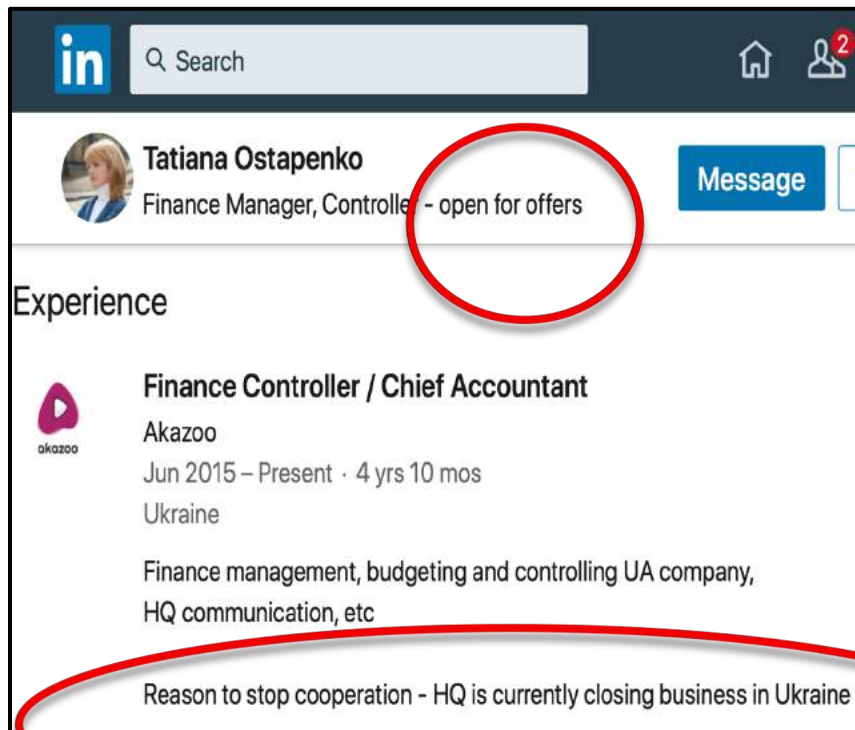 in
Search
2
Tatiana Ostapenko
Finance Manager, Controller - open for offers
Message
Experience
akazoo
Finance Controller / Chief Accountant
Akazoo
Jun 2015 – Present · 4 yrs 10 mos
Ukraine
Finance management, budgeting and controlling UA company,
HQ communication, etc
Reason to stop cooperation - HQ is currently closing business in Ukraine